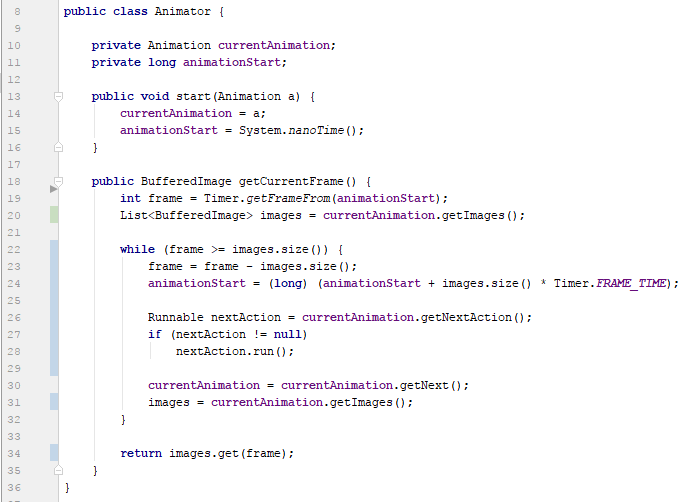 8 public class Animator {
9
10     private Animation currentAnimation;
11     private long animationStart;
12
13     public void start(Animation a) {
14         currentAnimation = a;
15         animationStart = System.nanoTime();
16     }
17
18     public BufferedImage getCurrentFrame() {
19         int frame = Timer.getFrameFrom(animationStart);
20         List<BufferedImage> images = currentAnimation.getImages();
21
22         while (frame >= images.size()) {
23             frame = frame - images.size();
24             animationStart = (long) (animationStart + images.size() * Timer.FRAME_TIME);
25
26             Runnable nextAction = currentAnimation.getNextAction();
27             if (nextAction != null)
28                 nextAction.run();
29
30             currentAnimation = currentAnimation.getNext();
31             images = currentAnimation.getImages();
32         }
33
34         return images.get(frame);
35     }
36 }